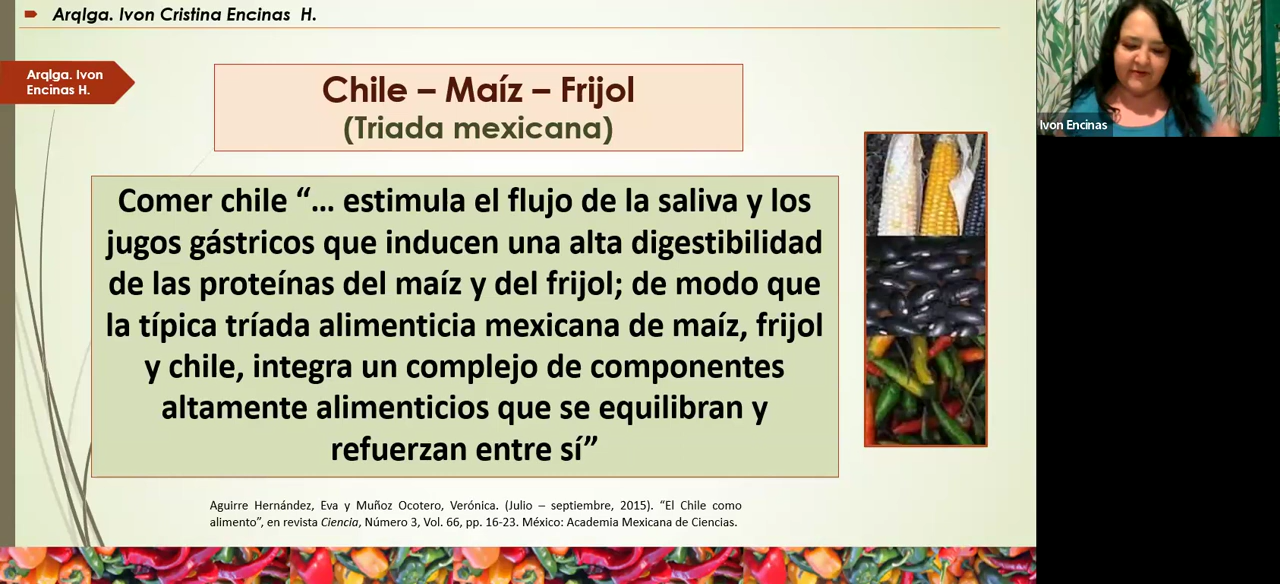 Arqlga. Ivon Cristina Encinas H.
Arqlga. Ivon
Encinas H.
Chile – Maíz – Frijol
(Triada mexicana)
Comer chile “... estimula el flujo de la saliva y los
jugos gástricos que inducen una alta digestibilidad
de las proteínas del maíz y del frijol; de modo que
la típica tríada alimenticia mexicana de maíz, frijol
y chile, integra un complejo de componentes
altamente alimenticios que se equilibran y
refuerzan entre sí”
Aguirre Hernández, Eva y Muñoz Ocotero, Verónica. (Julio – septiembre, 2015). “El Chile como
alimento”, en revista Ciencia, Número 3, Vol. 66, pp. 16-23. México: Academia Mexicana de Ciencias.
Ivon Encinas